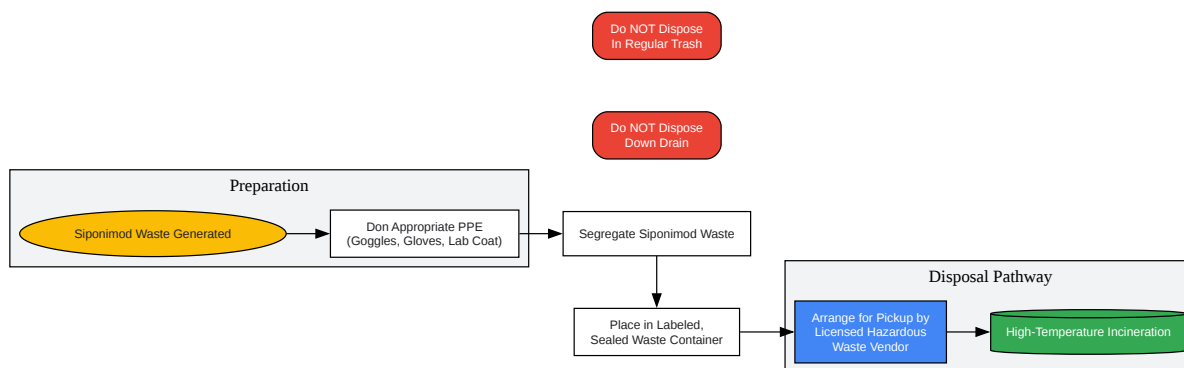 Do NOT Dispose
In Regular Trash
Do NOT Dispose
Down Drain
Preparation
Siponimod Waste Generated
Don Appropriate PPE
(Goggles, Gloves, Lab Coat)
Segregate Siponimod Waste
Place in Labeled,
Sealed Waste Container
Disposal Pathway
Arrange for Pickup by
Licensed Hazardous
Waste Vendor
High-Temperature Incineration